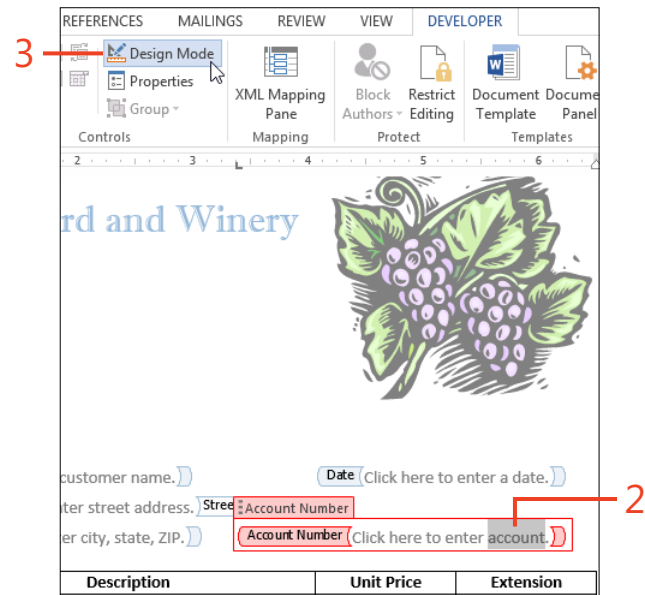 REFERENCES MAILINGS REVIEW VIEW DEVELOPER
3
Design Mode
Properties
Group
XML Mapping Pane
Block Authors
Restrict Editing
Document Template
Docume Panel
Controls Mapping Protect Templates
2 3 4 5 6
rd and Winery
customer name. Date Click here to enter a date.
ter street address. Stree Account Number
2
er city, state, ZIP. Account Number Click here to enter account.
Description Unit Price Extension